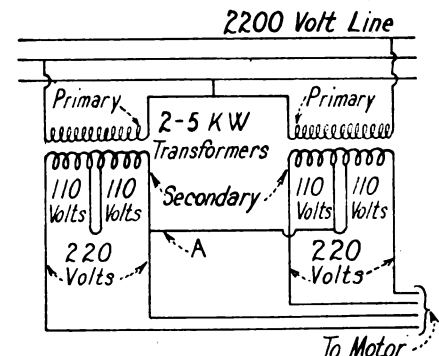 2200 Volt Line
Primary
Primary
2-5 KW
Transformers
110
Volts
110
Volts
Secondary
110
Volts
110
Volts
220
Volts
A
220
Volts
To Motor